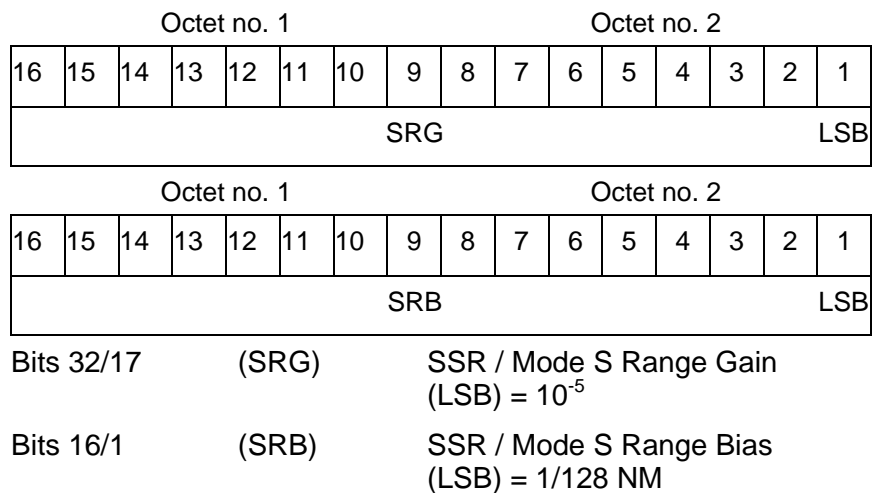 Octet no. 1 Octet no. 2
16 15 14 13 12 11 10 9 8 7 6 5 4 3 2 1
SRG LSB
Octet no. 1 Octet no. 2
16 15 14 13 12 11 10 9 8 7 6 5 4 3 2 1
SRB LSB
Bits 32/17 (SRG) SSR / Mode S Range Gain
(LSB) = 10⁻⁵
Bits 16/1 (SRB) SSR / Mode S Range Bias
(LSB) = 1/128 NM